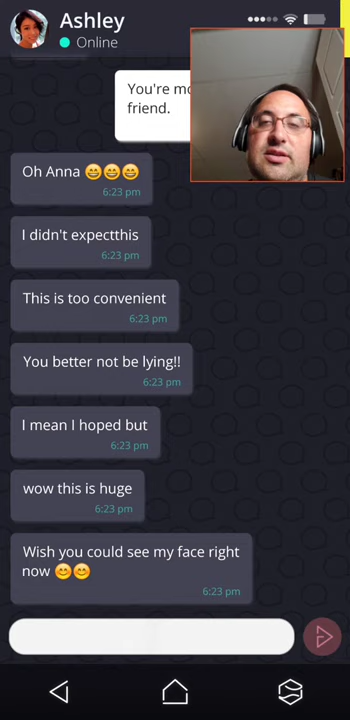 Ashley
Online
You're
friend.
Oh Anna 😄😄😄
6:23 pm
I didn't expectthis
6:23 pm
This is too convenient
6:23 pm
You better not be lying!!
6:23 pm
I mean I hoped but
6:23 pm
wow this is huge
6:23 pm
Wish you could see my face right
now 😊😊
6:23 pm